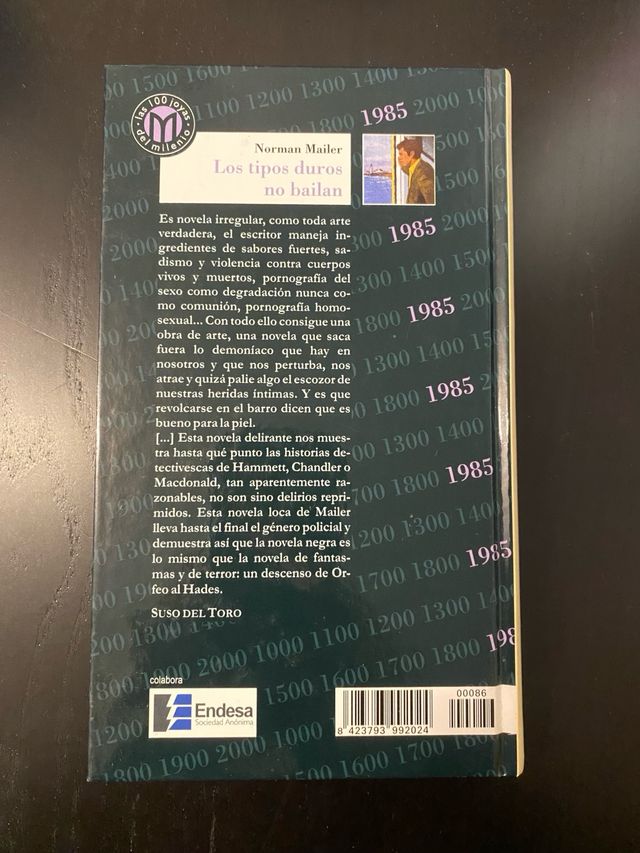 las 100 joyas
del milenio
M
Norman Mailer
Los tipos duros
no bailan
Es novela irregular, como toda arte
verdadera, el escritor maneja in-
gredientes de sabores fuertes, sa-
dismo y violencia contra cuerpos
vivos y muertos, pornografía del
sexo como degradación nunca co-
mo comunión, pornografía homo-
sexual... Con todo ello consigue una
obra de arte, una novela que saca
fuera lo demoníaco que hay en
nosotros y que nos perturba, nos
atrae y quizá palie algo el escozor de
nuestras heridas íntimas. Y es que
revolcarse en el barro dicen que es
bueno para la piel.
[...] Esta novela delirante nos mues-
tra hasta qué punto las historias de-
tectivescas de Hammett, Chandler o
Macdonald, tan aparentemente ra-
zonables, no son sino delirios repri-
midos. Esta novela loca de Mailer
lleva hasta el final el género policial y
demuestra así que la novela negra es
lo mismo que la novela de fantas-
mas y de terror: un descenso de Or-
feo al Hades.
SUSO DEL TORO
1985
1985
1985
1985
1985
1985
198
colabora
Endesa
Sociedad Anónima
00086
8 423793 992024